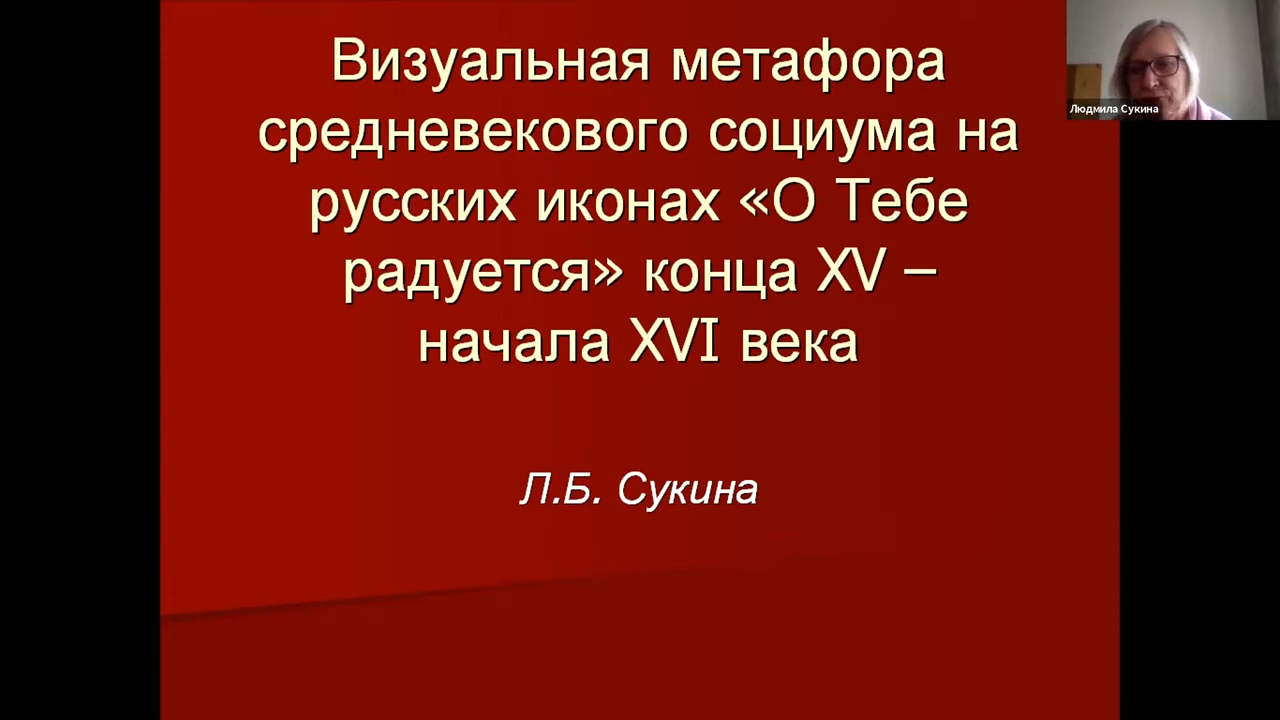 Визуальная метафора
средневекового социума на
русских иконах «О Тебе
радуется» конца XV –
начала XVI века
Л.Б. Сукина
Людмила Сукина